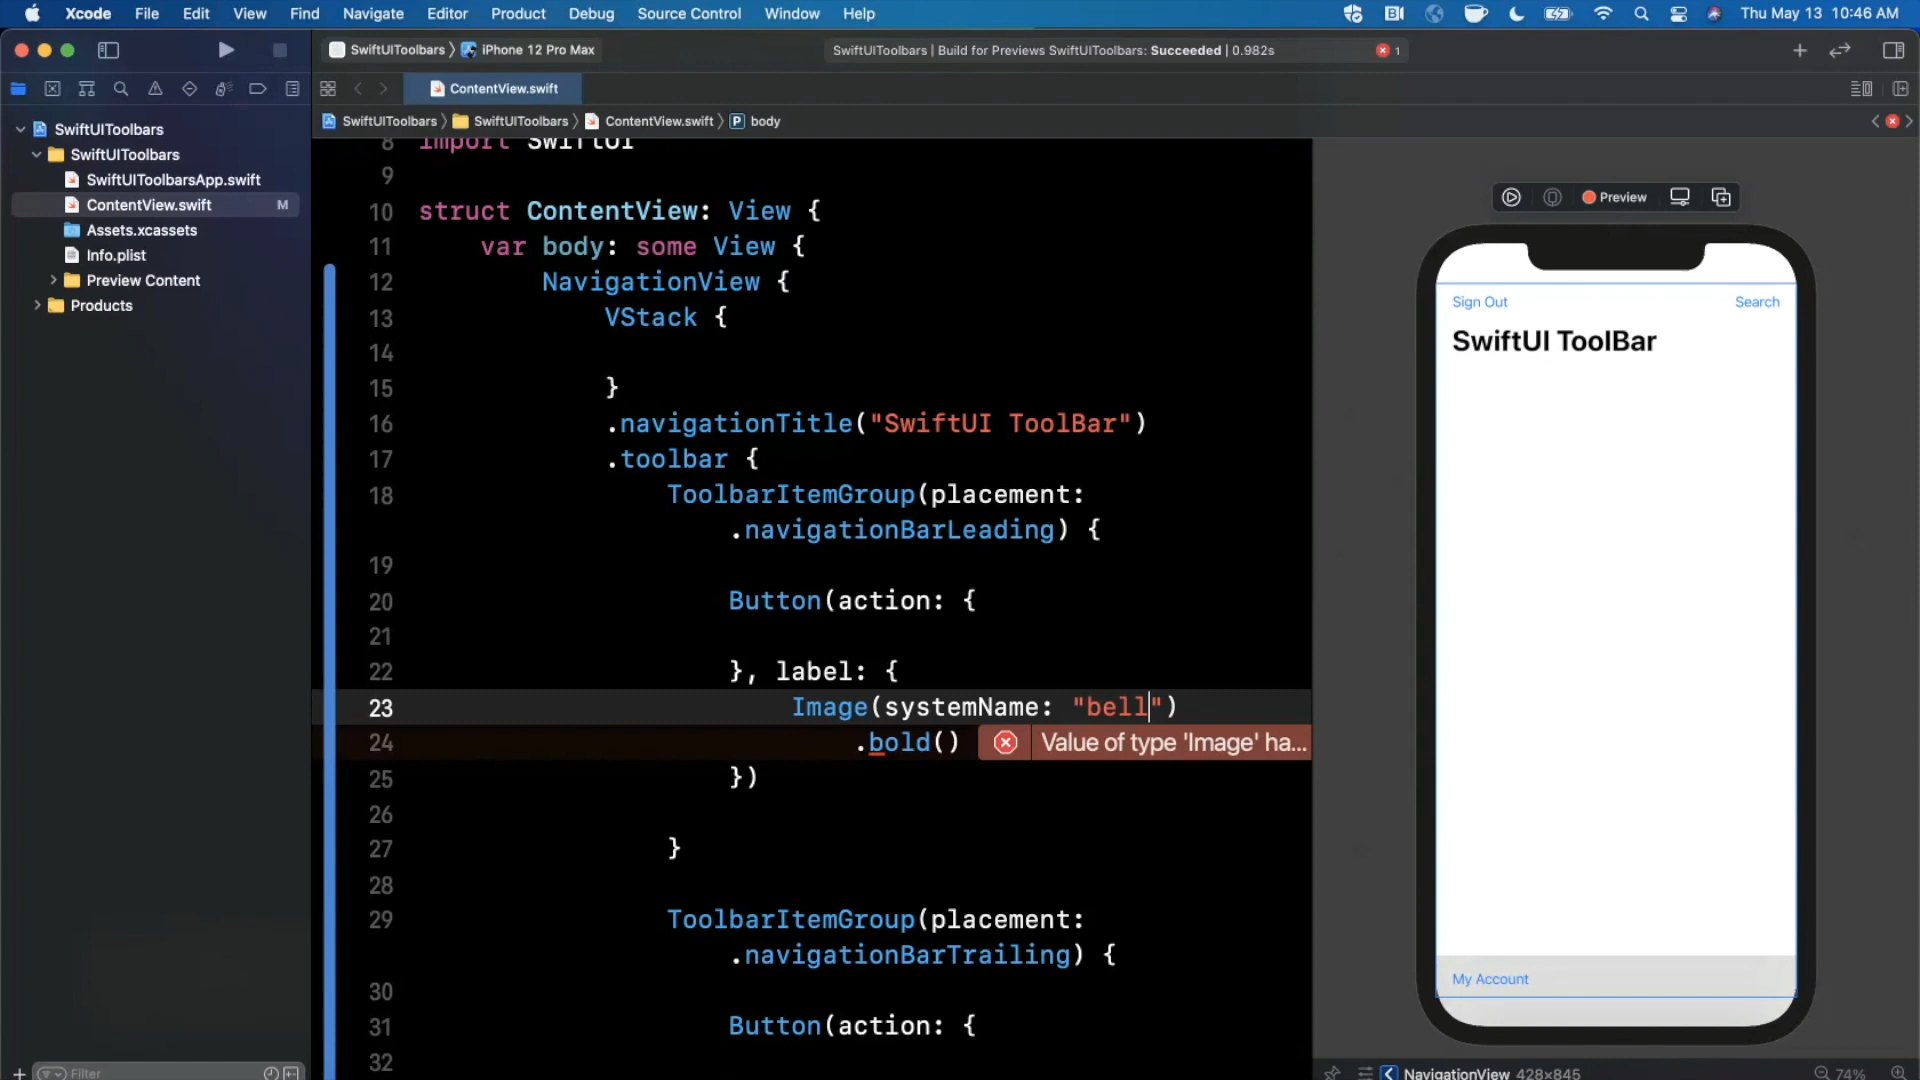 Xcode File Edit View Find Navigate Editor Product Debug Source Control Window Help Thu May 13 10:46 AM
SwiftUIToolbars iPhone 12 Pro Max SwiftUIToolbars | Build for Previews SwiftUIToolbars: Succeeded | 0.982s 1
ContentView.swift
SwiftUIToolbars SwiftUIToolbars ContentView.swift P body
SwiftUIToolbars
SwiftUIToolbars
SwiftUIToolbarsApp.swift
ContentView.swift M
Assets.xcassets
Info.plist
Preview Content
Products
Filter
8 import SwiftUI
9
10 struct ContentView: View {
11 var body: some View {
12 NavigationView {
13 VStack {
14
15 }
16 .navigationTitle("SwiftUI ToolBar")
17 .toolbar {
18 ToolbarItemGroup(placement:
.navigationBarLeading) {
19
20 Button(action: {
21
22 }, label: {
23 Image(systemName: "bell")
24 .bold() Value of type 'Image' ha...
25 })
26
27 }
28
29 ToolbarItemGroup(placement:
.navigationBarTrailing) {
30
31 Button(action: {
32
Preview
Sign Out Search
SwiftUI ToolBar
My Account
NavigationView 428×845 74%